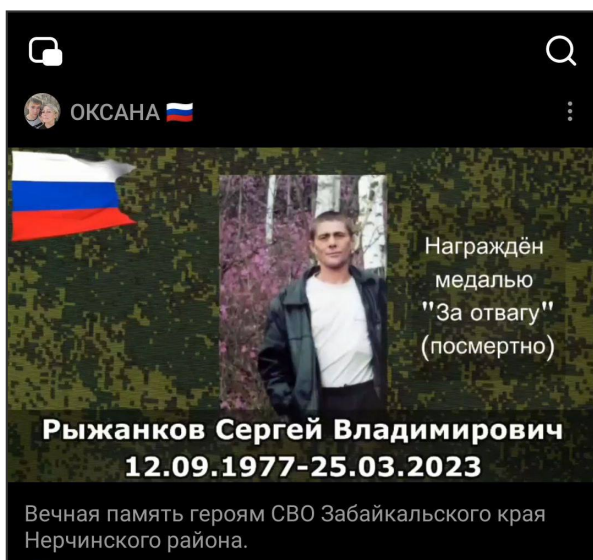 ОКСАНА
Награждён
медалью
"За отвагу"
(посмертно)
Рыжанков Сергей Владимирович
12.09.1977-25.03.2023
Вечная память героям СВО Забайкальского края
Нерчинского района.